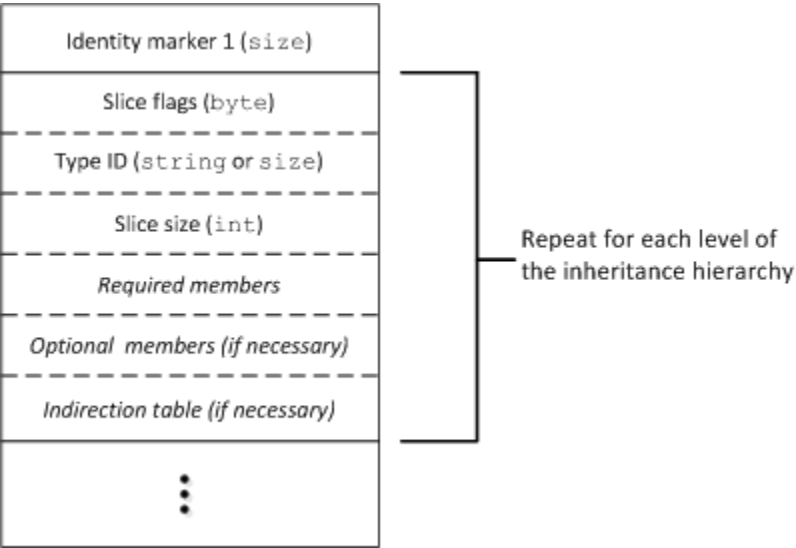 Identity marker 1 (size)
Slice flags (byte)
Type ID (string or size)
Slice size (int)
Required members
Optional members (if necessary)
Indirection table (if necessary)
Repeat for each level of
the inheritance hierarchy